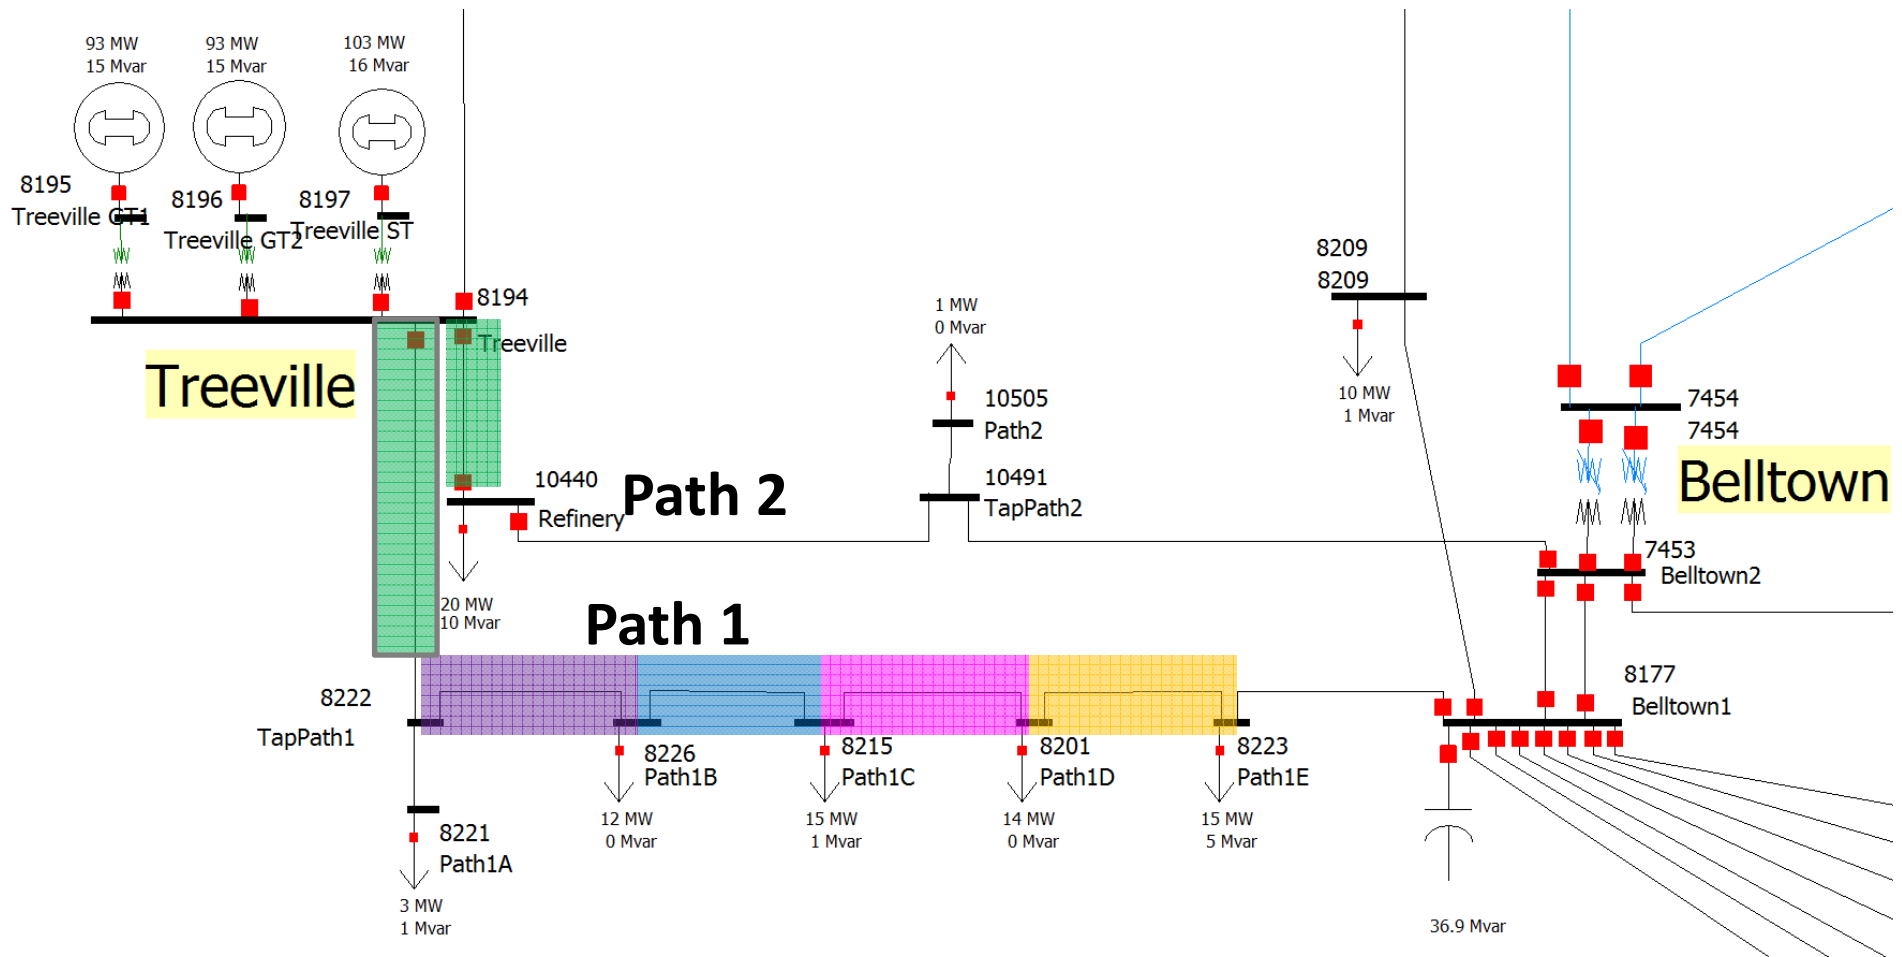 93 MW
15 Mvar
93 MW
15 Mvar
103 MW
16 Mvar
8195
Treeville GT1
8196
Treeville GT2
8197
Treeville ST
8194
Treeville
Treeville
8209
8209
10 MW
1 Mvar
1 MW
0 Mvar
10505
Path2
10491
TapPath2
7454
7454
Belltown
10440
Refinery
Path 2
20 MW
10 Mvar
7453
Belltown2
Path 1
8222
TapPath1
8177
Belltown1
8226
Path1B
8215
Path1C
8201
Path1D
8223
Path1E
12 MW
0 Mvar
15 MW
1 Mvar
14 MW
0 Mvar
15 MW
5 Mvar
8221
Path1A
3 MW
1 Mvar
36.9 Mvar